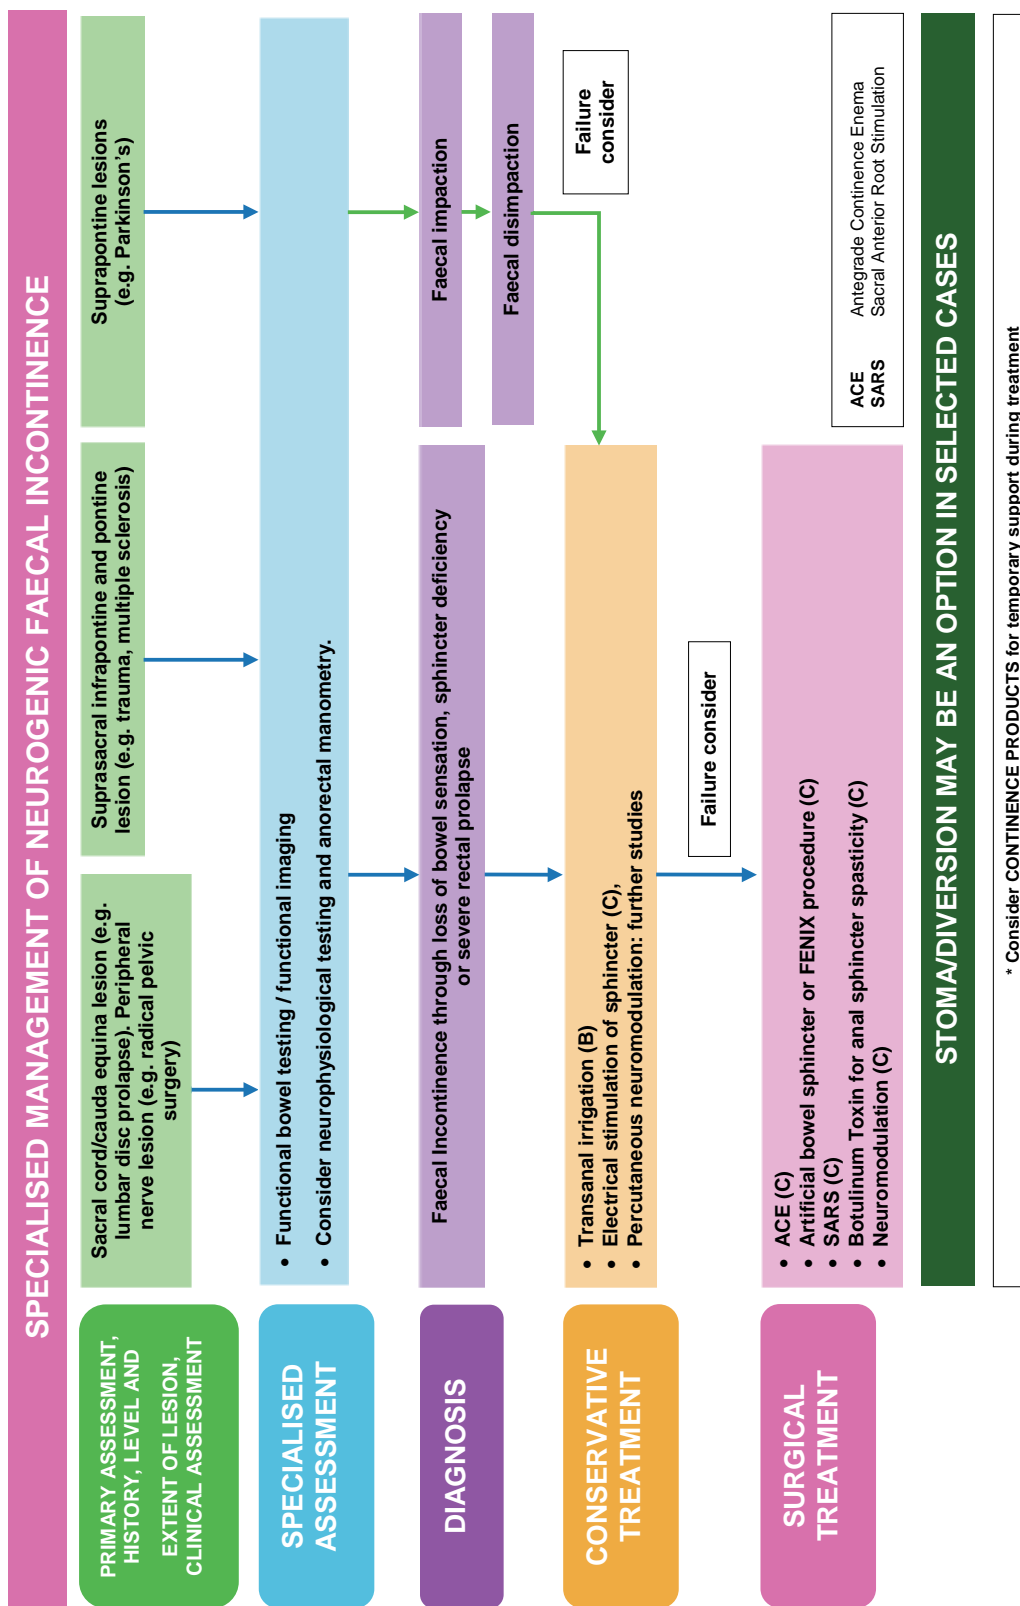 SPECIALISED MANAGEMENT OF NEUROGENIC FAECAL INCONTINENCE
PRIMARY ASSESSMENT,
HISTORY, LEVEL AND
EXTENT OF LESION,
CLINICAL ASSESSMENT
Sacral cord/cauda equina lesion (e.g.
lumbar disc prolapse). Peripheral
nerve lesion (e.g. radical pelvic
surgery)
Suprasacral infrapontine and pontine
lesion (e.g. trauma, multiple sclerosis)
Suprapontine lesions
(e.g. Parkinson's)
SPECIALISED
ASSESSMENT
• Functional bowel testing / functional imaging
• Consider neurophysiological testing and anorectal manometry.
DIAGNOSIS
Faecal Incontinence through loss of bowel sensation, sphincter deficiency
or severe rectal prolapse
Faecal impaction
Faecal disimpaction
CONSERVATIVE
TREATMENT
• Transanal irrigation (B)
• Electrical stimulation of sphincter (C),
• Percutaneous neuromodulation: further studies
Failure
consider
Failure consider
SURGICAL
TREATMENT
• ACE (C)
• Artificial bowel sphincter or FENIX procedure (C)
• SARS (C)
• Botulinum Toxin for anal sphincter spasticity (C)
• Neuromodulation (C)
ACE Antegrade Continence Enema
SARS Sacral Anterior Root Stimulation
STOMA/DIVERSION MAY BE AN OPTION IN SELECTED CASES
* Consider CONTINENCE PRODUCTS for temporary support during treatment